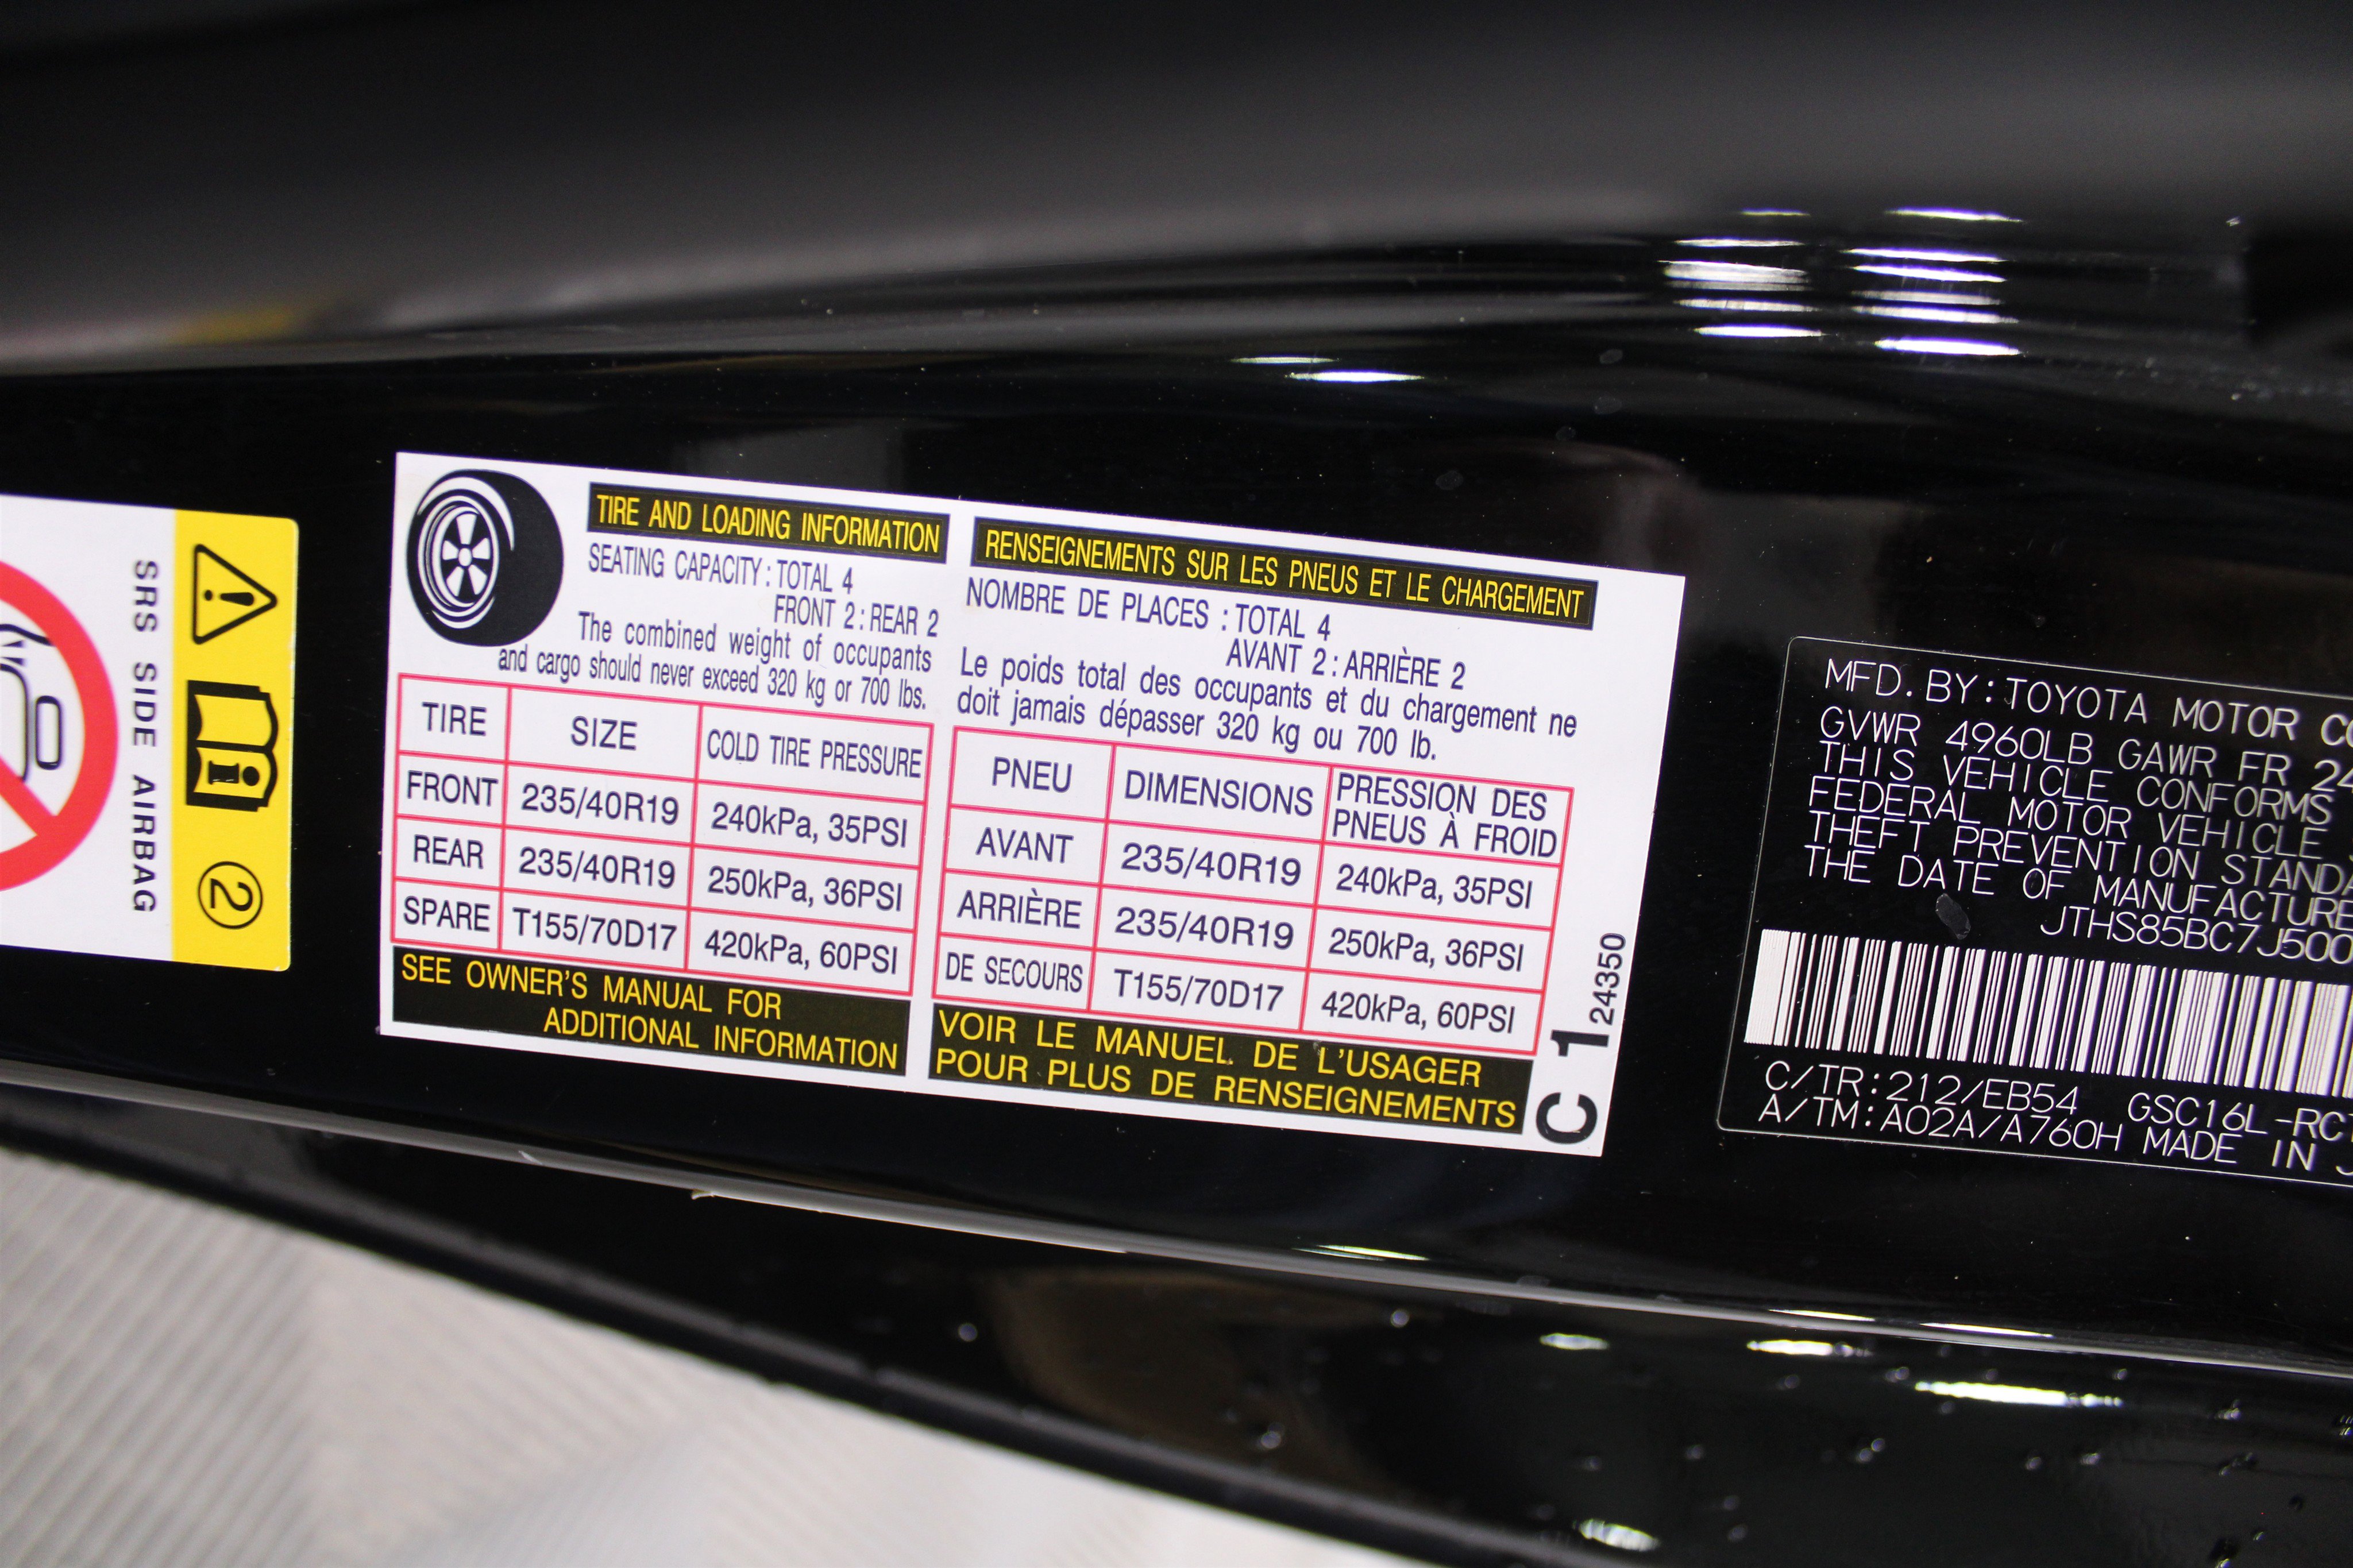 SRS SIDE AIRBAG
2
TIRE AND LOADING INFORMATION
SEATING CAPACITY : TOTAL 4
FRONT 2 : REAR 2
The combined weight of occupants
and cargo should never exceed 320 kg or 700 lbs.
TIRE SIZE COLD TIRE PRESSURE
FRONT 235/40R19 240kPa, 35PSI
REAR 235/40R19 250kPa, 36PSI
SPARE T155/70D17 420kPa, 60PSI
SEE OWNER'S MANUAL FOR
ADDITIONAL INFORMATION
RENSEIGNEMENTS SUR LES PNEUS ET LE CHARGEMENT
NOMBRE DE PLACES : TOTAL 4
AVANT 2 : ARRIÈRE 2
Le poids total des occupants et du chargement ne
doit jamais dépasser 320 kg ou 700 lb.
PNEU DIMENSIONS PRESSION DES
PNEUS À FROID
AVANT 235/40R19 240kPa, 35PSI
ARRIÈRE 235/40R19 250kPa, 36PSI
DE SECOURS T155/70D17 420kPa, 60PSI
VOIR LE MANUEL DE L'USAGER
POUR PLUS DE RENSEIGNEMENTS
C 1 24350
MFD. BY : TOYOTA MOTOR
GVWR 4960LB GAWR FR 24
THIS VEHICLE CONFORMS
FEDERAL MOTOR VEHICLE
THEFT PREVENTION
THE DATE OF MANUFACTURE
JTHS85BC7J500
C/TR:212/EB54 GSC16L-RC
A/TM:A02A/A760H MADE IN